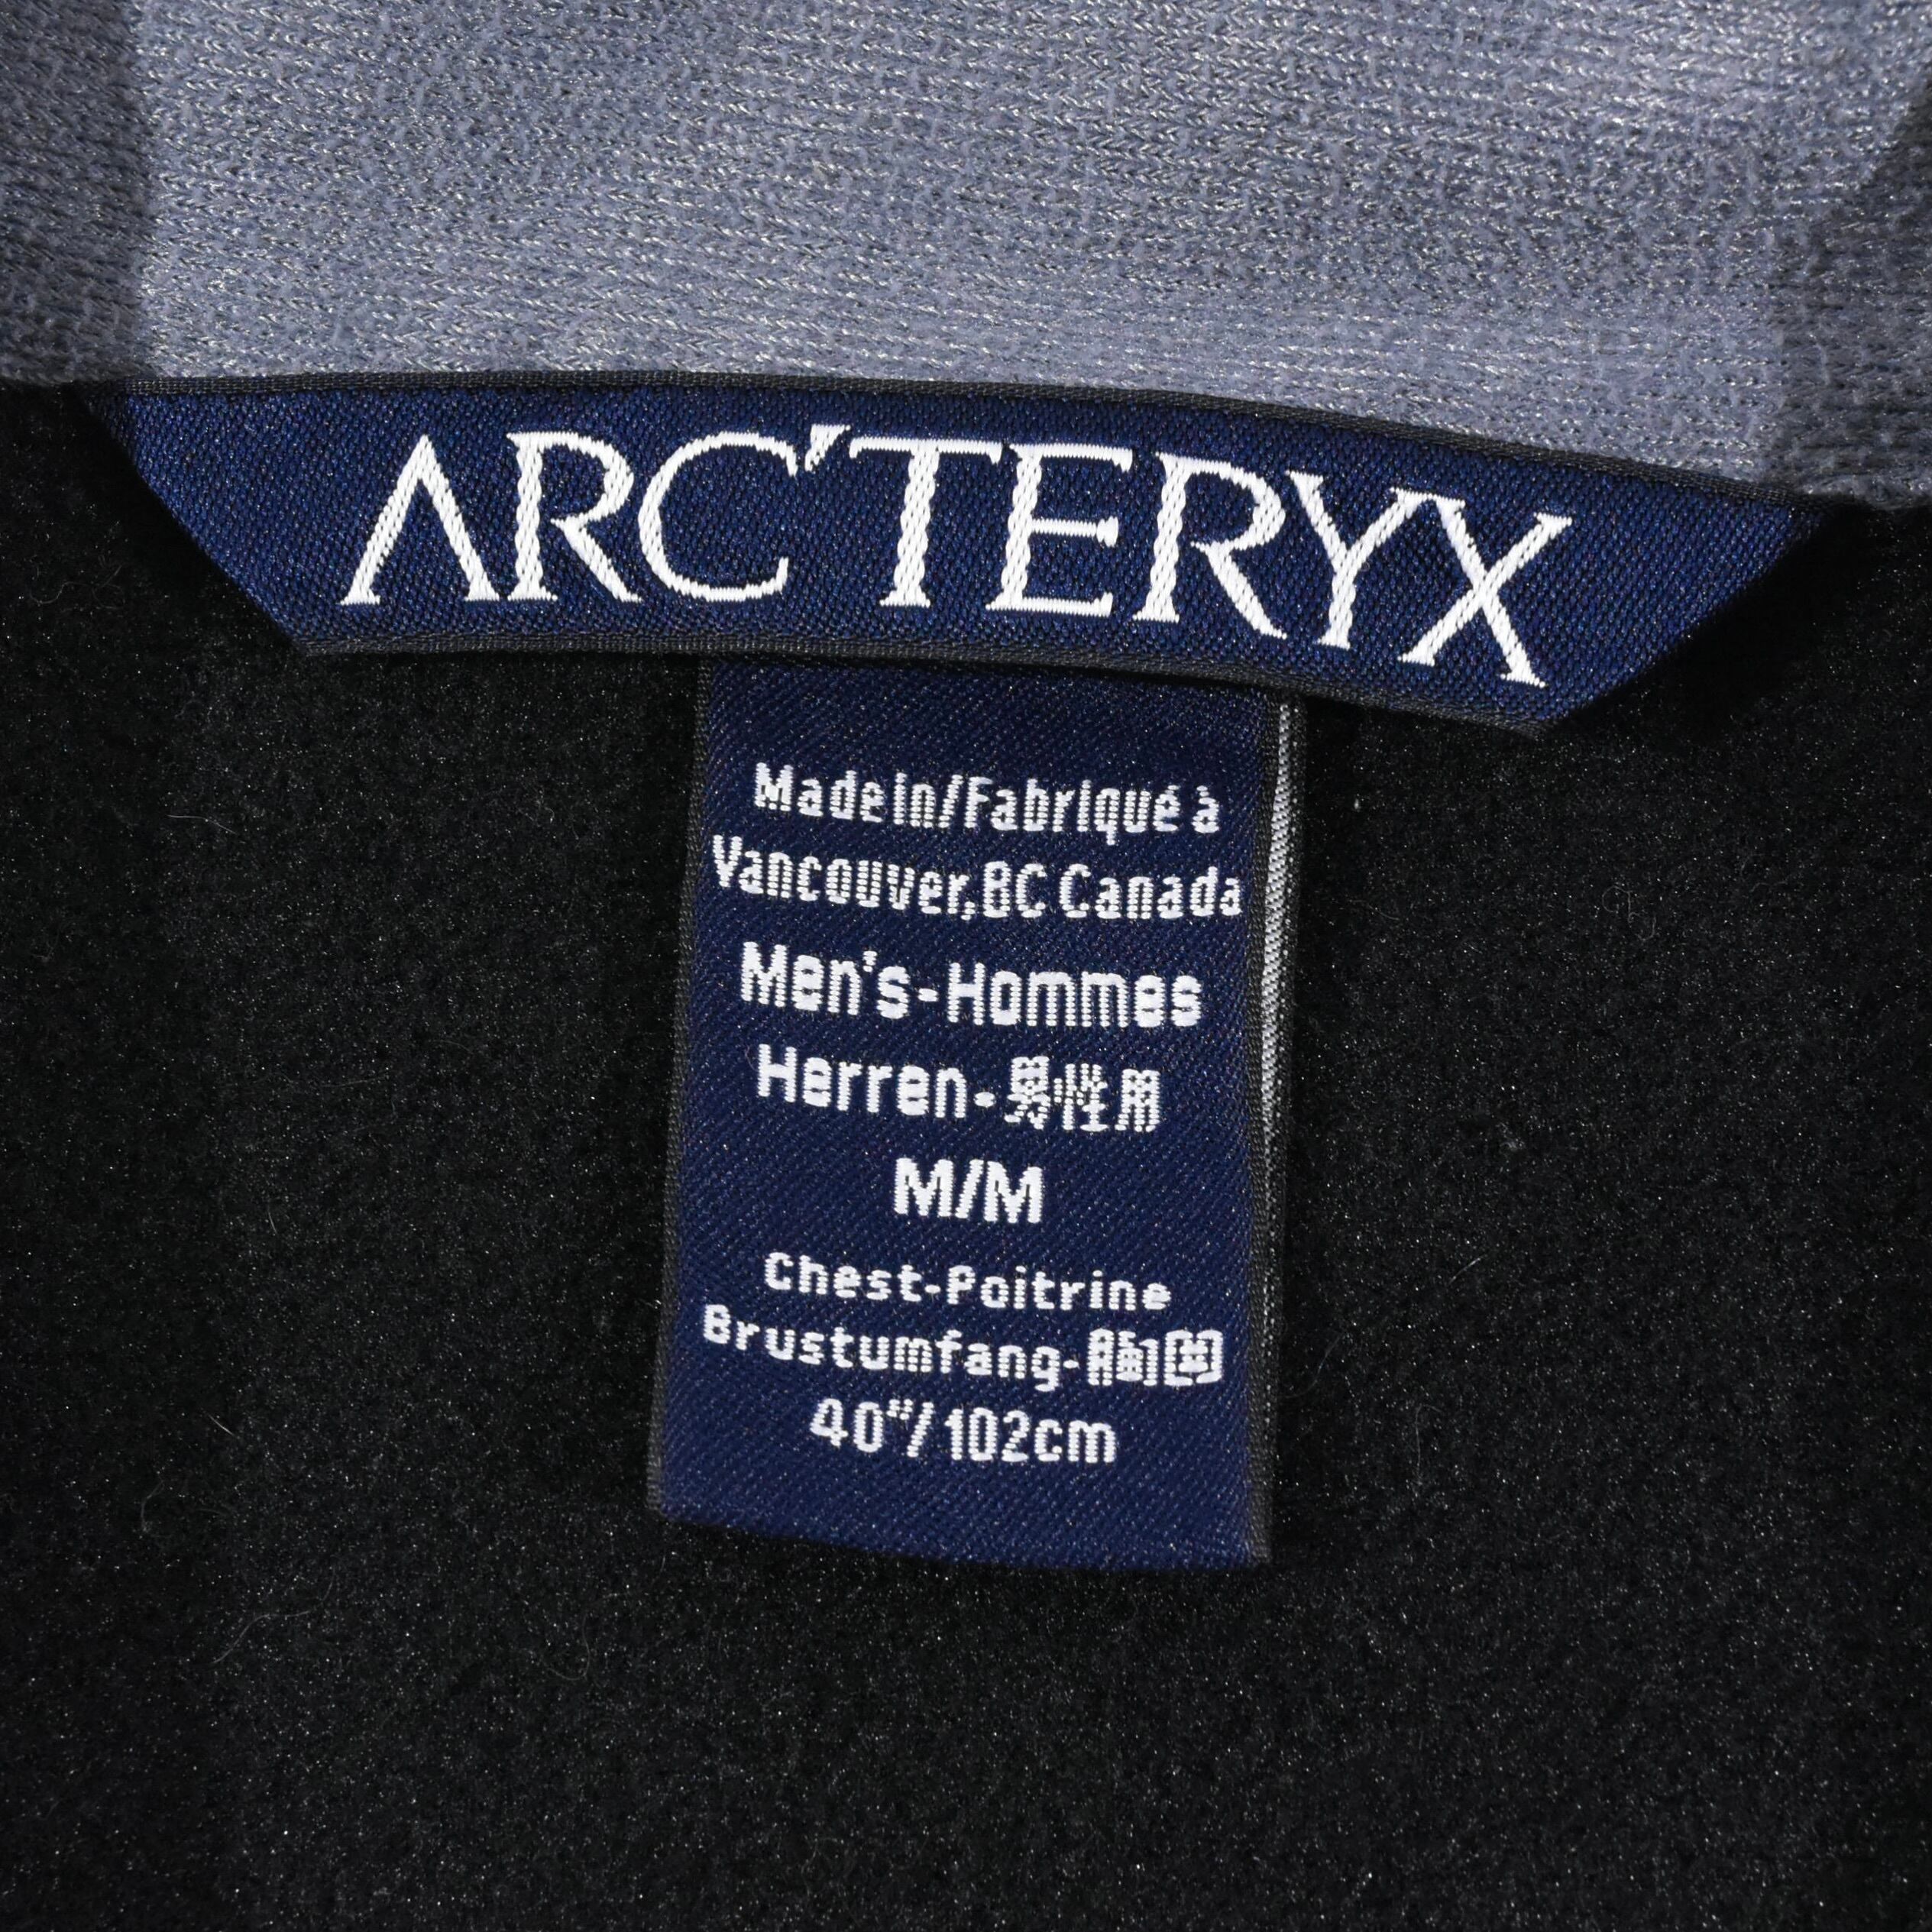 ARC'TERYX
Made in/Fabriqué à
Vancouver, BC Canada
Men's-Hommes
Herren-男性用
M/M
Chest-Poitrine
Brustumfang-胸囲
40"/102cm